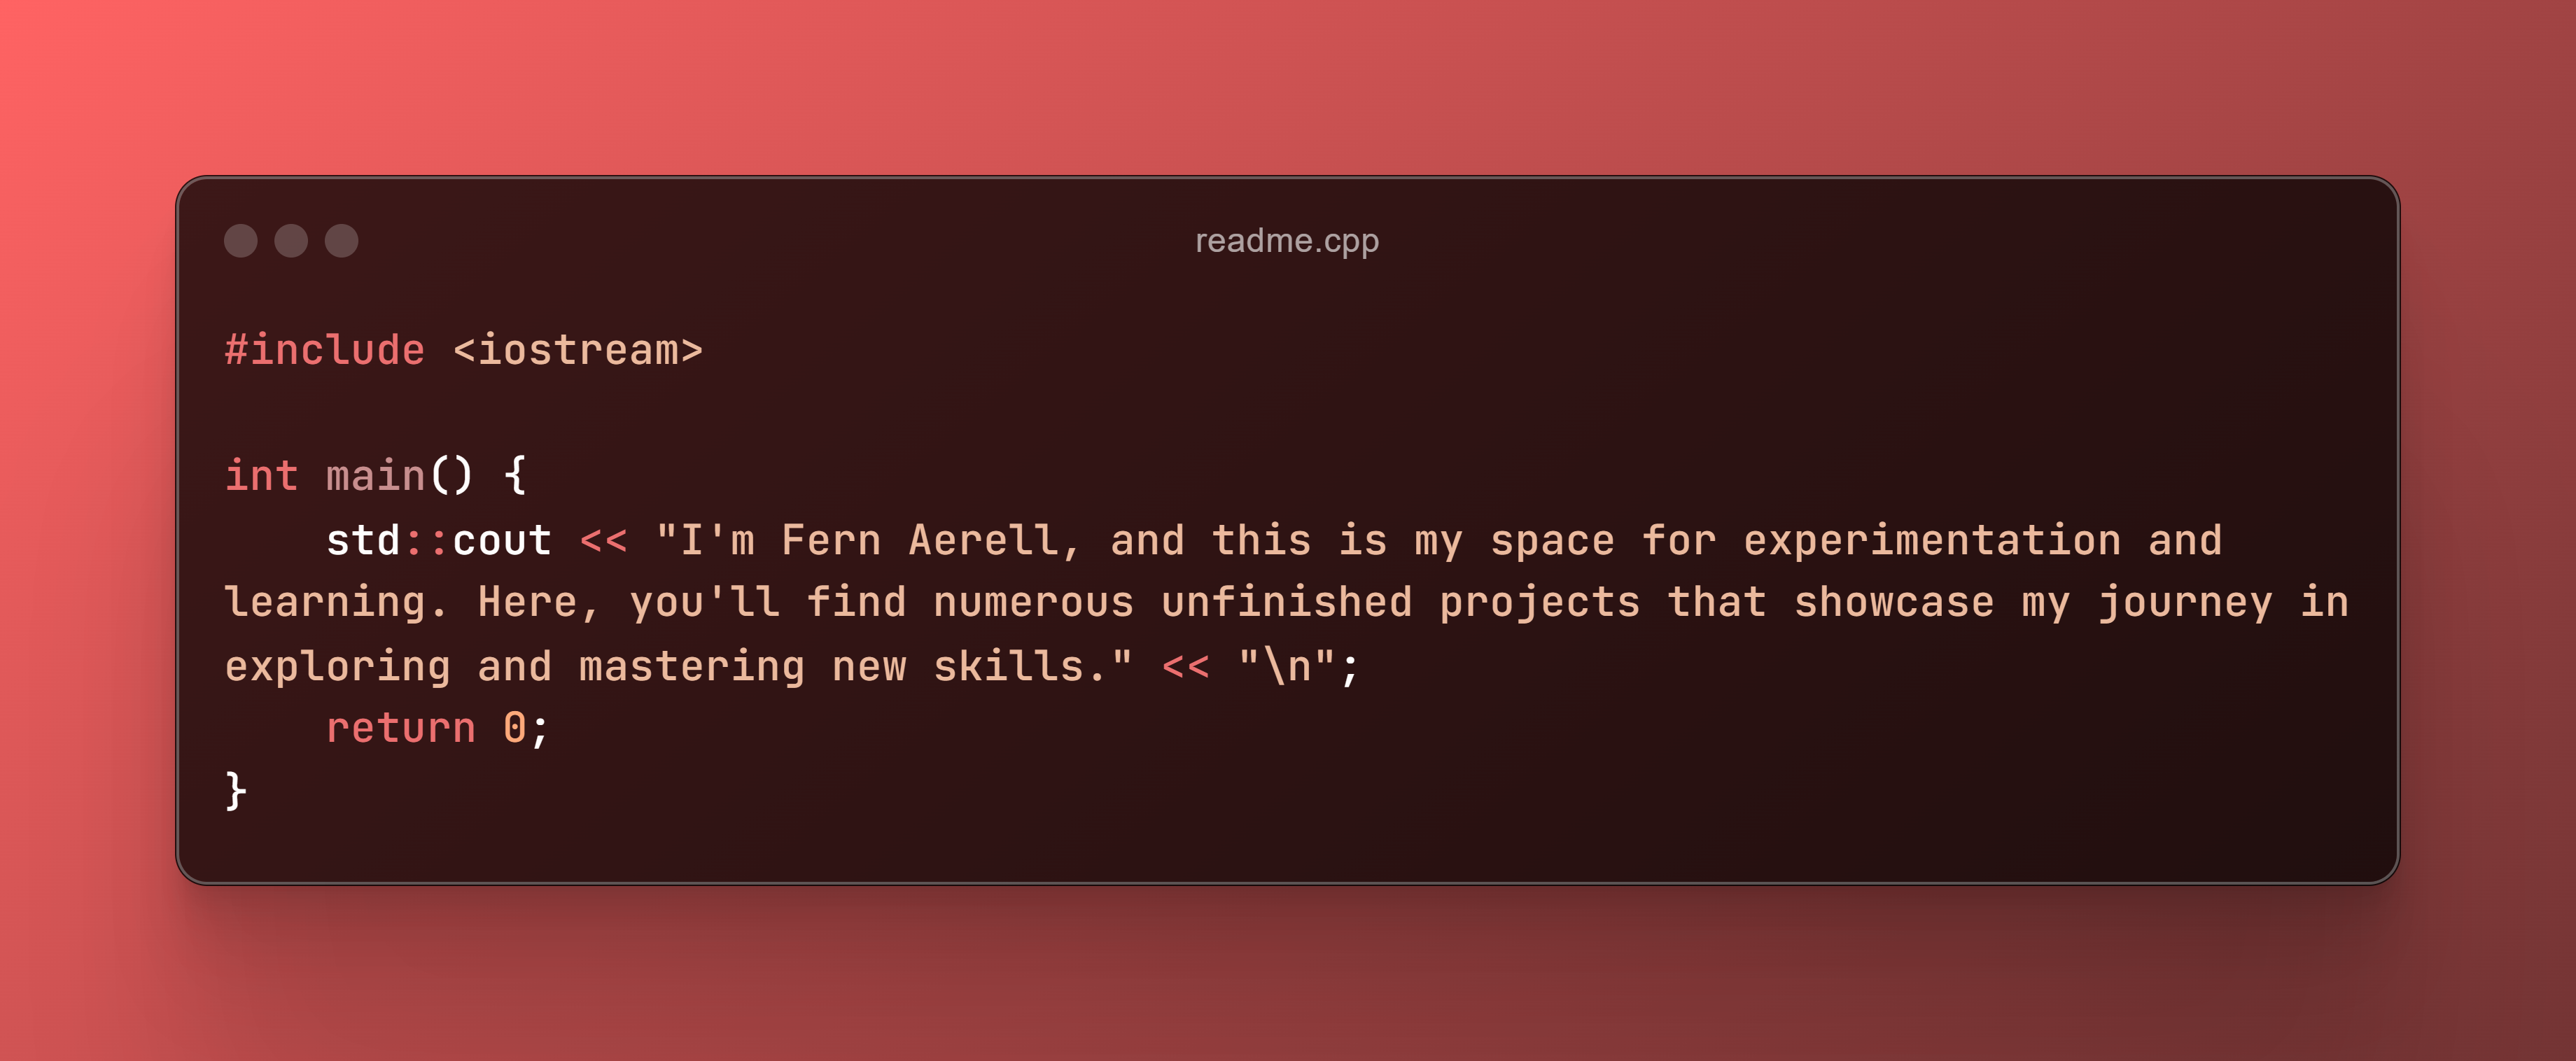 readme.cpp
#include <iostream>

int main() {
    std::cout << "I'm Fern Aerell, and this is my space for experimentation and
learning. Here, you'll find numerous unfinished projects that showcase my journey in
exploring and mastering new skills." << "\n";
    return 0;
}